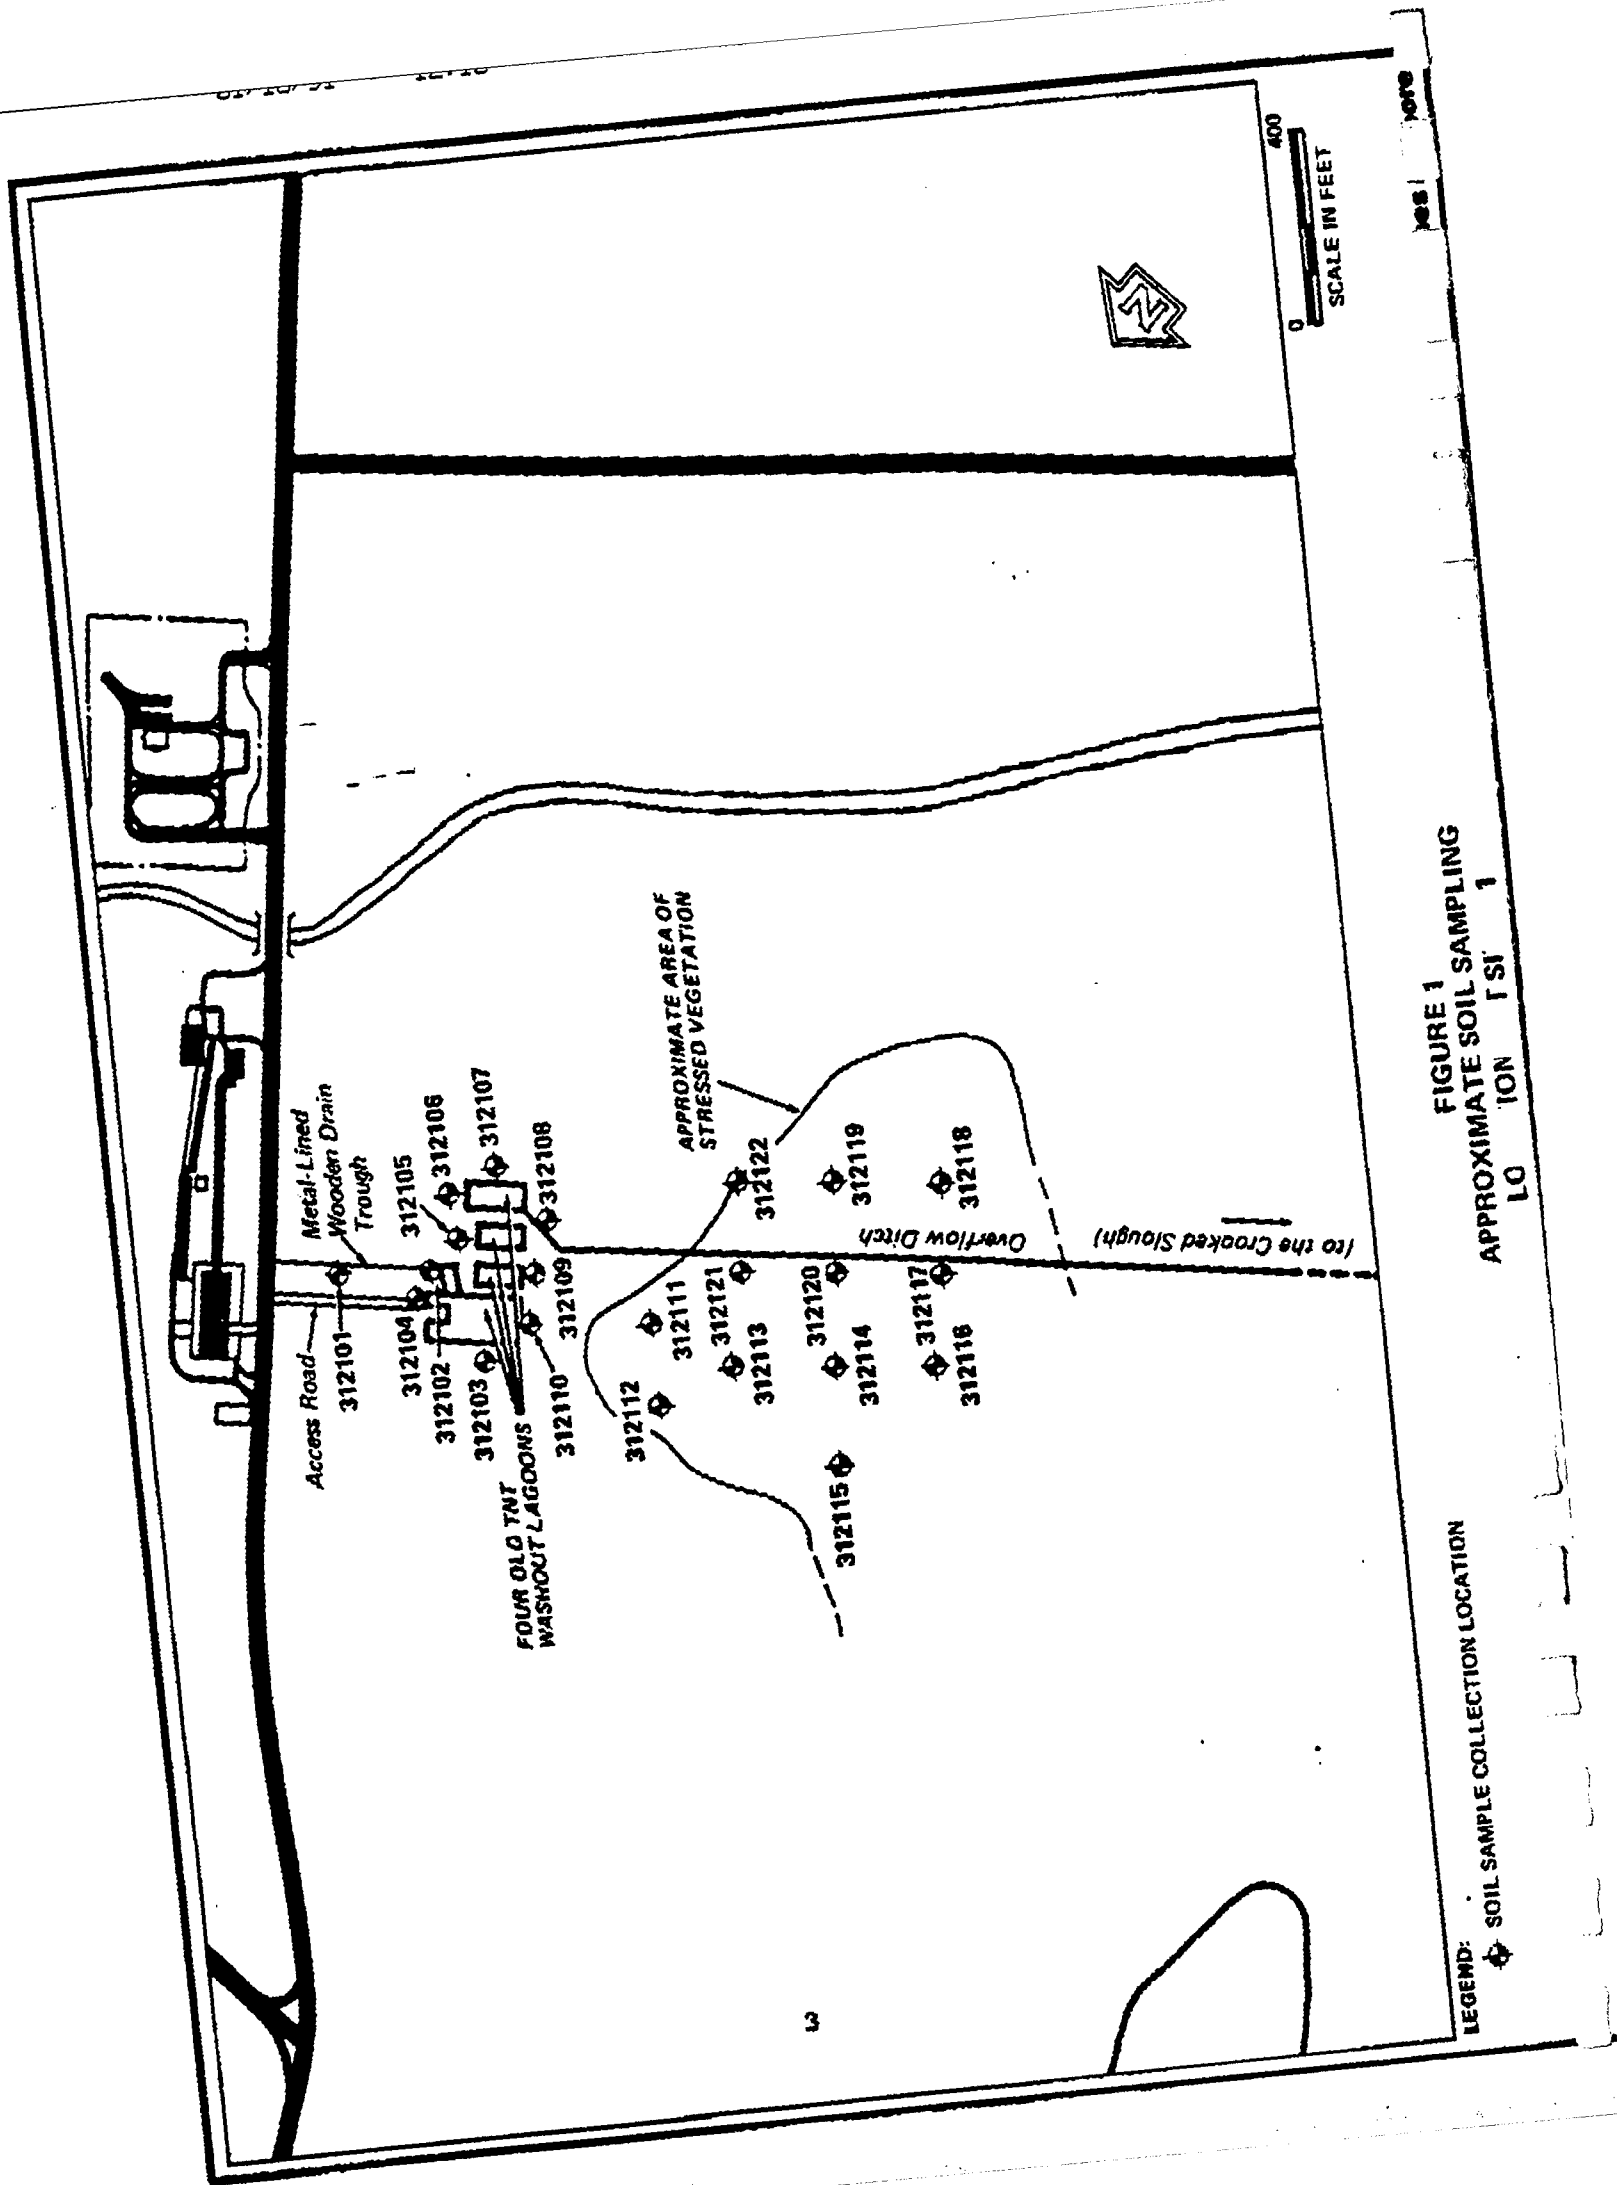 Metal-Lined
Wooden Drain
Trough
Access Road
312101
312104
312102
312103
312105
312106
312107
312108
312109
312110
FOUR OLD TNT
WASHOUT LAGOONS
APPROXIMATE AREA OF
STRESSED VEGETATION
312111
312112
312122
312121
312113
312119
312120
312114
312115
312118
312117
312116
Overflow Ditch
(to the Crooked Slough)
N
0
400
SCALE IN FEET
3
LEGEND:
SOIL SAMPLE COLLECTION LOCATION
FIGURE 1
APPROXIMATE SOIL SAMPLING